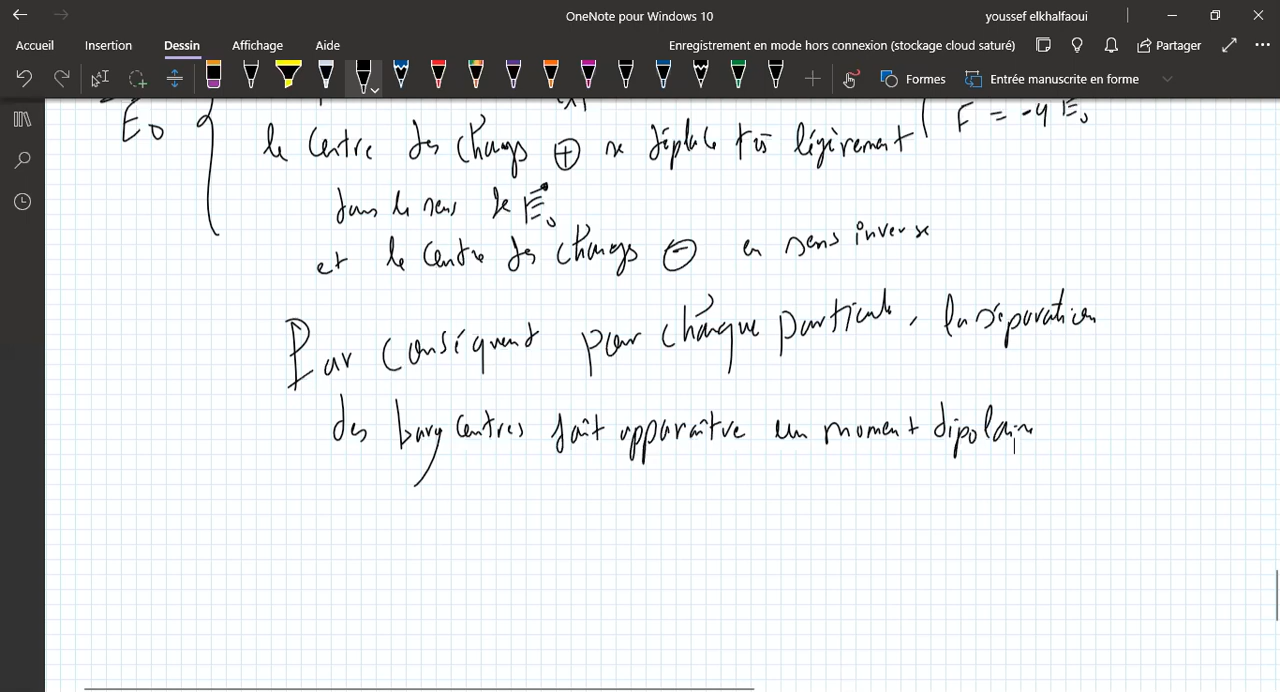 OneNote pour Windows 10
youssef elkhalfaoui
Accueil Insertion Dessin Affichage Aide
Enregistrement en mode hors connexion (stockage cloud saturé) Partager
Formes Entrée manuscrite en forme
E₀
le centre des charges ⊕ se déplace très légèrement
F = -q E₀
dans le sens de E₀
et le centre des charges ⊖ en sens inverse
Par conséquent pour chaque particule, la séparation
des barycentres fait apparaître un moment dipolaire